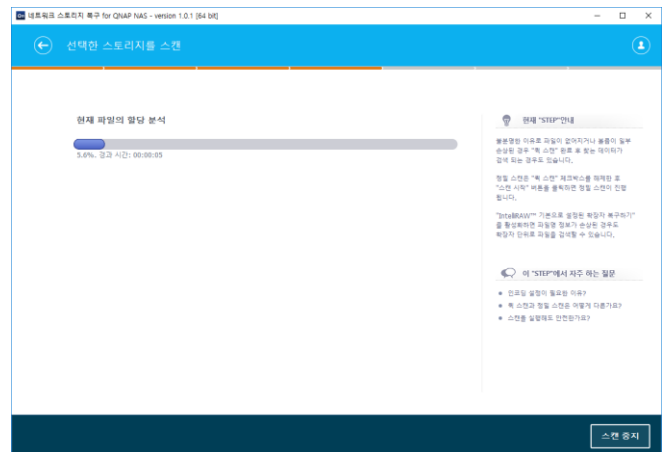 네트워크 스토리지 복구 for QNAP NAS - version 1.0.1 [64 bit]
선택한 스토리지를 스캔
현재 파일의 할당 분석
5.6%. 경과 시간: 00:00:05
현재 "STEP"안내
불분명한 이유로 파일이 없어지거나 볼륨이 일부
손상된 경우 "퀵 스캔" 완료 후 찾는 데이터가
검색 되는 경우도 있습니다.
정밀 스캔은 "퀵 스캔" 체크박스를 해제한 후
"스캔 시작" 버튼을 클릭하면 정밀 스캔이 진행
됩니다.
"IntelliRAW™ 기본으로 설정된 확장자 복구하기"
를 활성화하면 파일명 정보가 손상된 경우도
확장자 단위로 파일을 검색할 수 있습니다.
이 "STEP"에서 자주 하는 질문
인코딩 설정이 필요한 이유?
퀵 스캔과 정밀 스캔은 어떻게 다른가요?
스캔을 실행해도 안전한가요?
스캔 중지